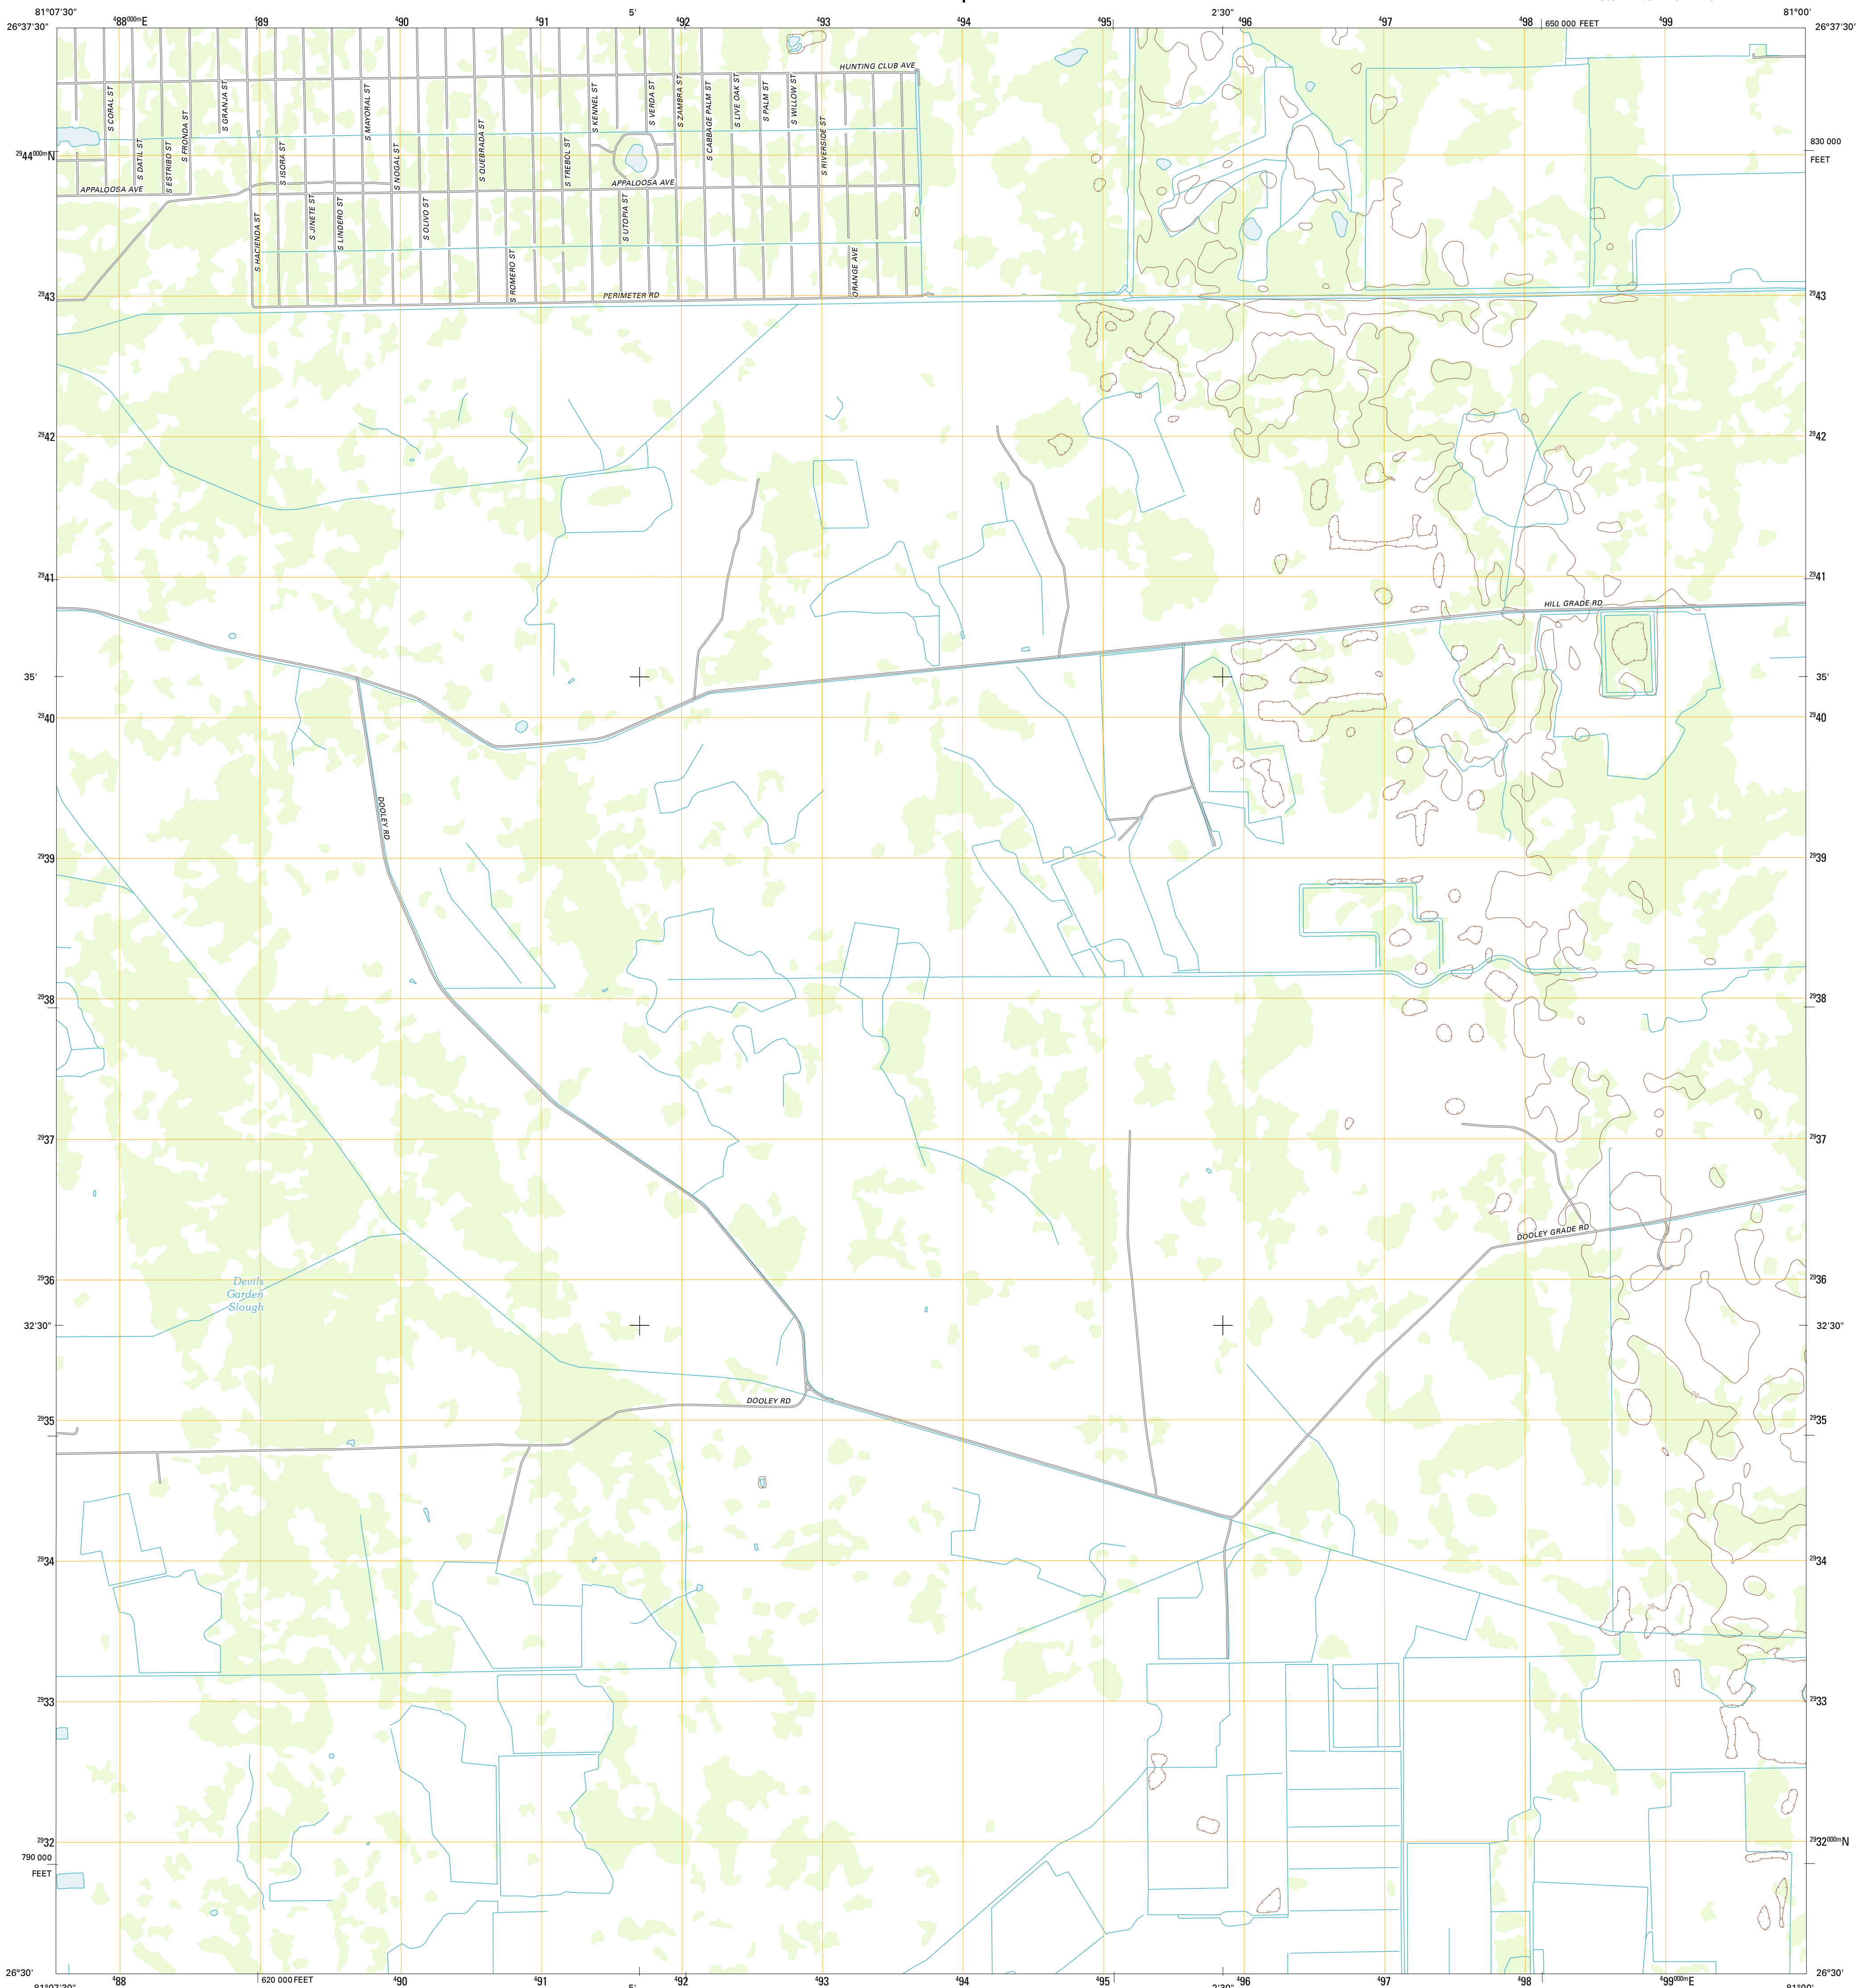 81°07'30"
⁴88⁰⁰⁰ᵐE
⁴89
⁴90
⁴91
5'
⁴92
⁴93
⁴94
⁴95
2'30"
⁴96
⁴97
⁴98
650 000 FEET
⁴99
81°00'
26°37'30"
26°37'30"
HUNTING CLUB AVE
S CORAL ST
S DATIL ST
S ESTRIBO ST
S FRONDA ST
S GRANJA ST
S HACIENDA ST
S ISORA ST
S JINETE ST
S LINDERO ST
S MAYORAL ST
S NOGAL ST
S OLIVO ST
S QUEBRADA ST
S ROMERO ST
S TREBOL ST
S KENNEL ST
S UTOPIA ST
S VERDA ST
S ZAMBRA ST
S CABBAGE PALM ST
S LIVE OAK ST
S PALM ST
S WILLOW ST
S RIVERSIDE ST
ORANGE AVE
²⁹44⁰⁰⁰ᵐN
830 000
FEET
APPALOOSA AVE
APPALOOSA AVE
PERIMETER RD
²⁹43
²⁹43
²⁹42
²⁹42
²⁹41
²⁹41
HILL GRADE RD
35'
35'
²⁹40
²⁹40
DOOLEY RD
²⁹39
²⁹39
²⁹38
²⁹38
²⁹37
²⁹37
DOOLEY GRADE RD
²⁹36
²⁹36
Devils
Garden
Slough
32'30"
32'30"
DOOLEY RD
²⁹35
²⁹35
²⁹34
²⁹34
²⁹33
²⁹33
²⁹32
²⁹32⁰⁰⁰ᵐN
790 000
FEET
26°30'
26°30'
⁴88
620 000 FEET
⁴90
⁴91
5'
⁴92
⁴93
⁴94
⁴95
2'30"
⁴96
⁴97
⁴98
⁴99⁰⁰⁰ᵐE
81°07'30"
81°00'